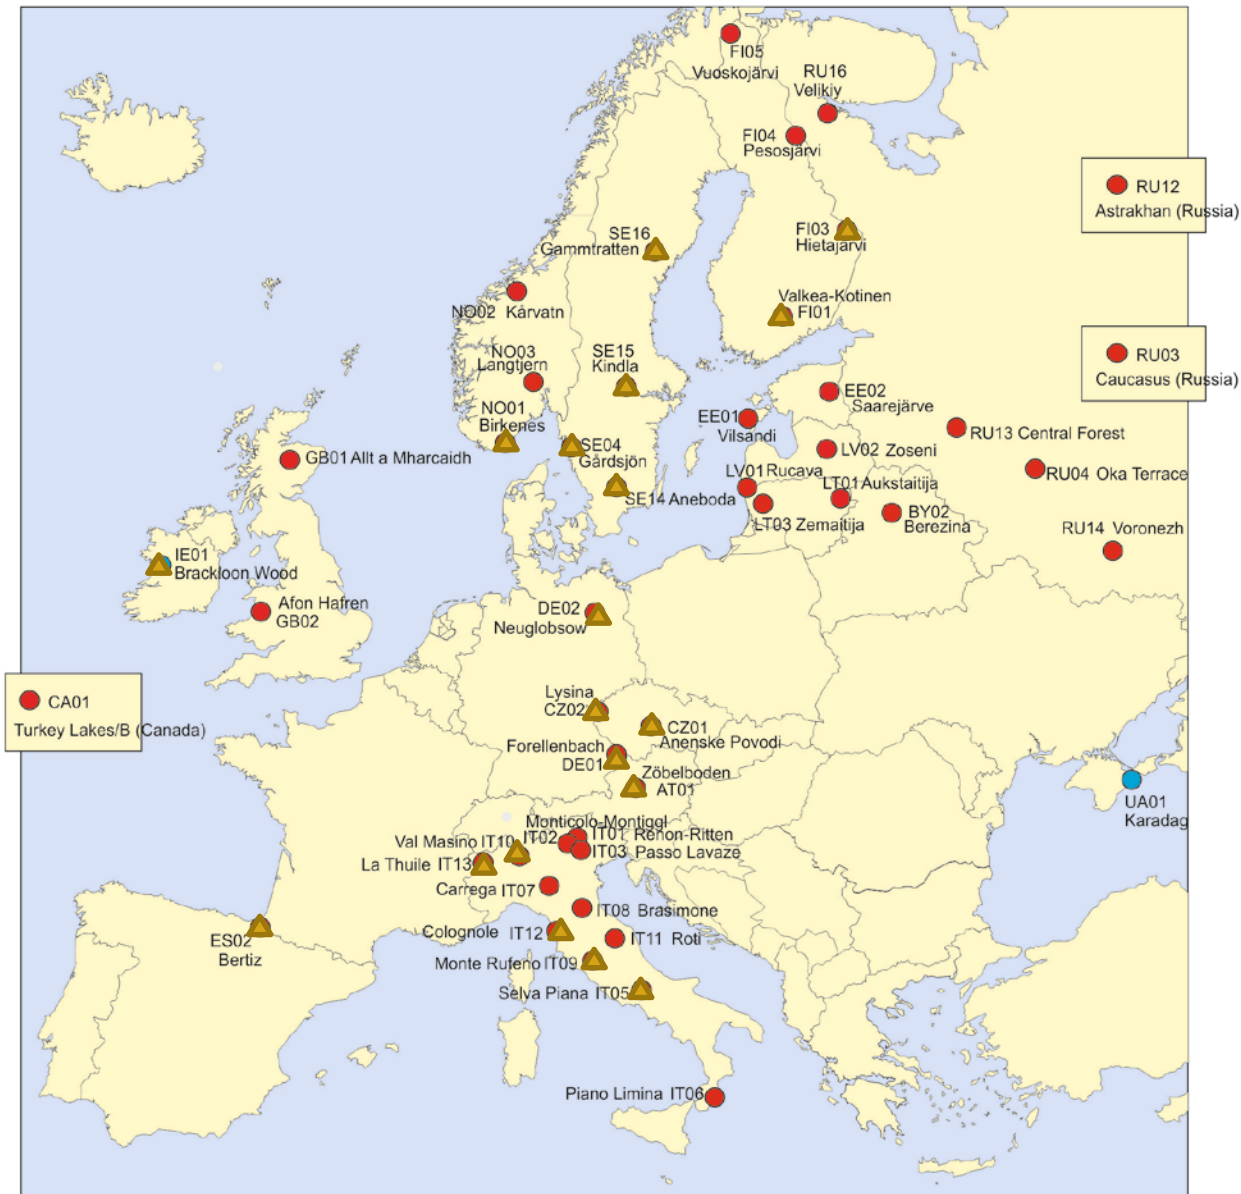 FI05
Vuoskojärvi
RU16
Velikiy
FI04
Pesosjärvi
RU12
Astrakhan (Russia)
SE16
Gammtratten
FI03
Hietajärvi
NO02 Kårvatn
Valkea-Kotinen
FI01
RU03
Caucasus (Russia)
NO03
Langtjern
SE15
Kindla
NO01
Birkenes
EE02
Saarejärve
EE01
Vilsandi
RU13 Central Forest
SE04
Gårdsjön
LV02 Zoseni
GB01 Allt a Mharcaidh
LV01 Rucava
RU04 Oka Terrace
LT01 Aukstaitija
SE14 Aneboda
LT03 Zemaitija
BY02
Berezina
RU14 Voronezh
IE01
Brackloon Wood
Afon Hafren
GB02
DE02
Neuglobsow
CA01
Turkey Lakes/B (Canada)
Lysina
CZ02
CZ01
Anenske Povodi
Forellenbach
DE01
Zöbelboden
AT01
UA01
Karadag
Monticolo-Montiggl
IT02
IT01 Renon-Ritten
Val Masino IT10
IT03 Passo Lavaze
La Thuile IT13
Carrega IT07
IT08 Brasimone
ES02
Bertiz
Colognole IT12
IT11 Roti
Monte Rufeno IT09
Selva Piana IT05
Piano Limina IT06